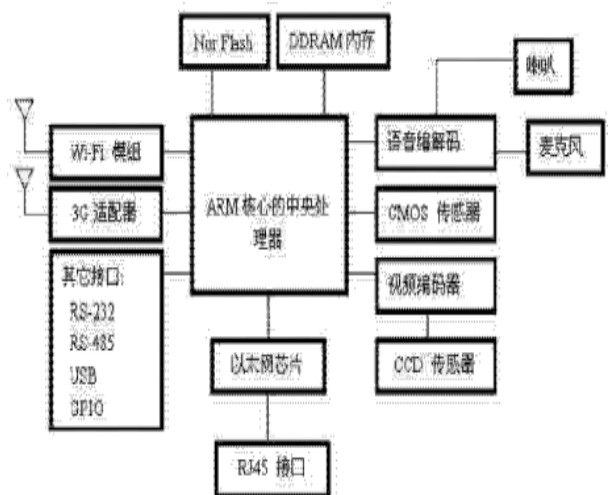 Nor Flash
DDRAM 内存
喇叭
Wi-Fi 模组
语音编解码
麦克风
3G 适配器
ARM 核心的中央处
理器
CMOS 传感器
其它接口:
RS-232
RS-485
USB
GPIO
视频编码器
以太网芯片
CCD 传感器
RJ45 接口